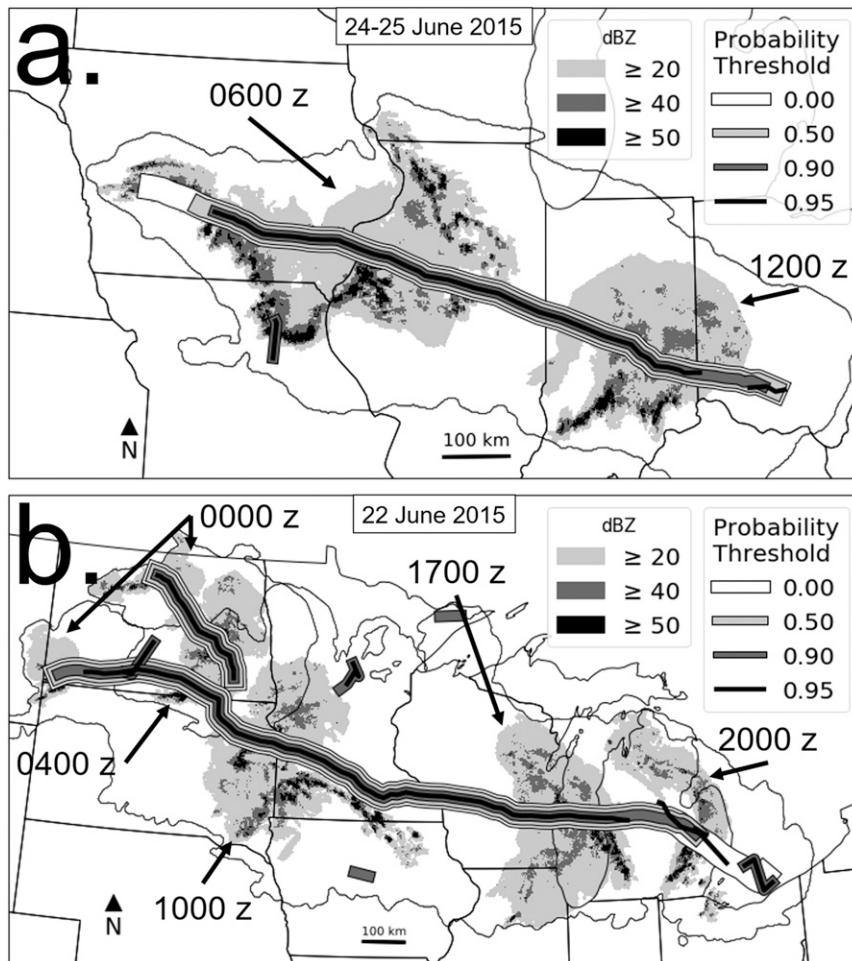 a.
24-25 June 2015
dBZ
≥ 20
≥ 40
≥ 50
Probability
Threshold
0.00
0.50
0.90
0.95
0600 z
1200 z
N
100 km
b.
0000 z
22 June 2015
dBZ
≥ 20
≥ 40
≥ 50
Probability
Threshold
0.00
0.50
0.90
0.95
1700 z
2000 z
0400 z
1000 z
N
100 km